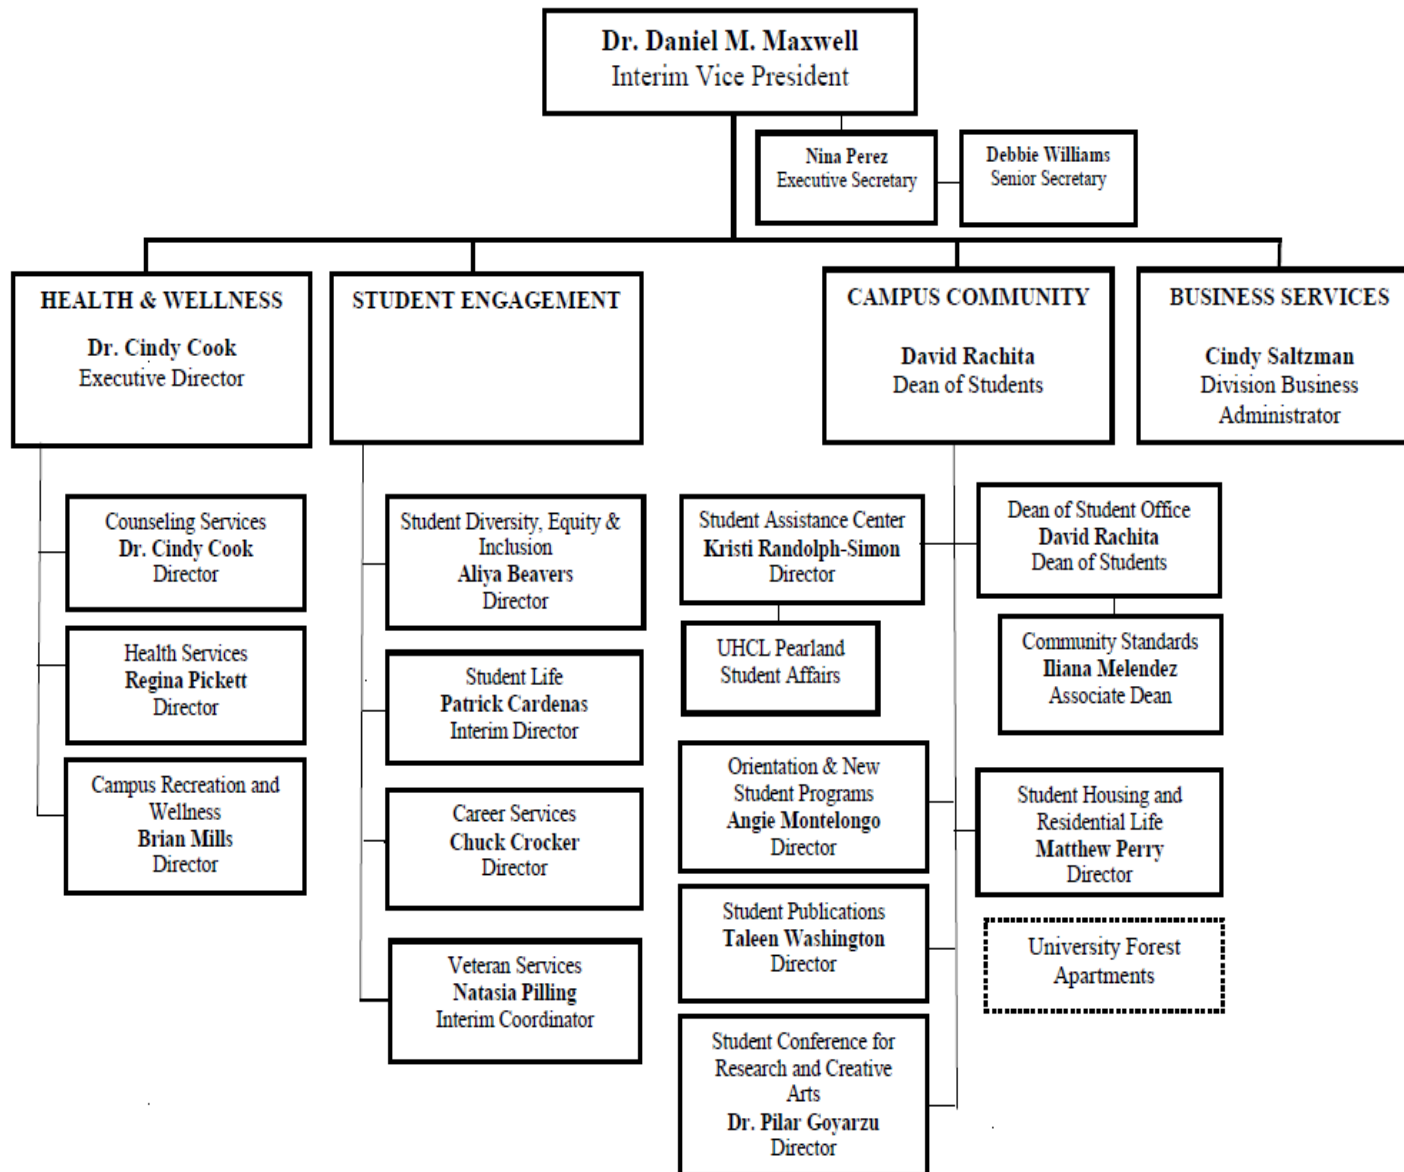 Dr. Daniel M. Maxwell
Interim Vice President
Nina Perez
Executive Secretary
Debbie Williams
Senior Secretary
HEALTH & WELLNESS
Dr. Cindy Cook
Executive Director
STUDENT ENGAGEMENT
CAMPUS COMMUNITY
David Rachita
Dean of Students
BUSINESS SERVICES
Cindy Saltzman
Division Business
Administrator
Counseling Services
Dr. Cindy Cook
Director
Health Services
Regina Pickett
Director
Campus Recreation and
Wellness
Brian Mills
Director
Student Diversity, Equity &
Inclusion
Aliya Beavers
Director
Student Life
Patrick Cardenas
Interim Director
Career Services
Chuck Crocker
Director
Veteran Services
Natasia Pilling
Interim Coordinator
Student Assistance Center
Kristi Randolph-Simon
Director
UHCL Pearland
Student Affairs
Orientation & New
Student Programs
Angie Montelongo
Director
Student Publications
Taleen Washington
Director
Student Conference for
Research and Creative
Arts
Dr. Pilar Goyarzu
Director
Dean of Student Office
David Rachita
Dean of Students
Community Standards
Iliana Melendez
Associate Dean
Student Housing and
Residential Life
Matthew Perry
Director
University Forest
Apartments